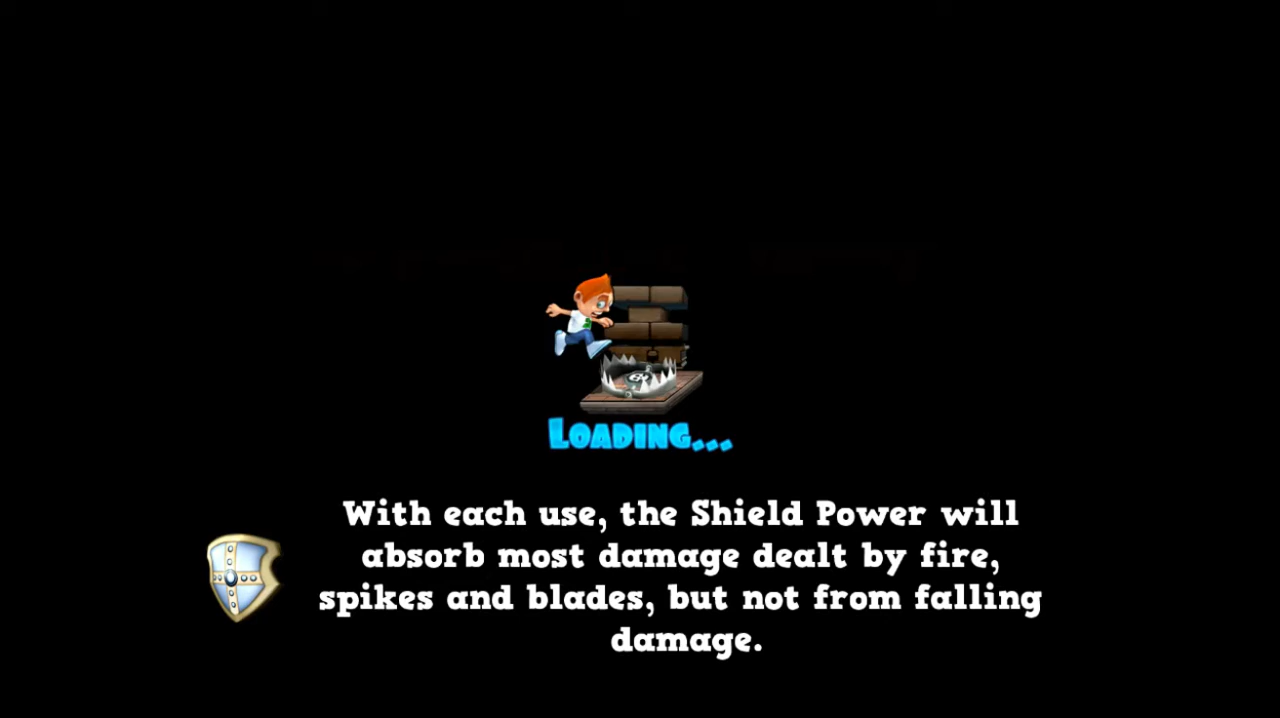 LOADING...
With each use, the Shield Power will
absorb most damage dealt by fire,
spikes and blades, but not from falling
damage.